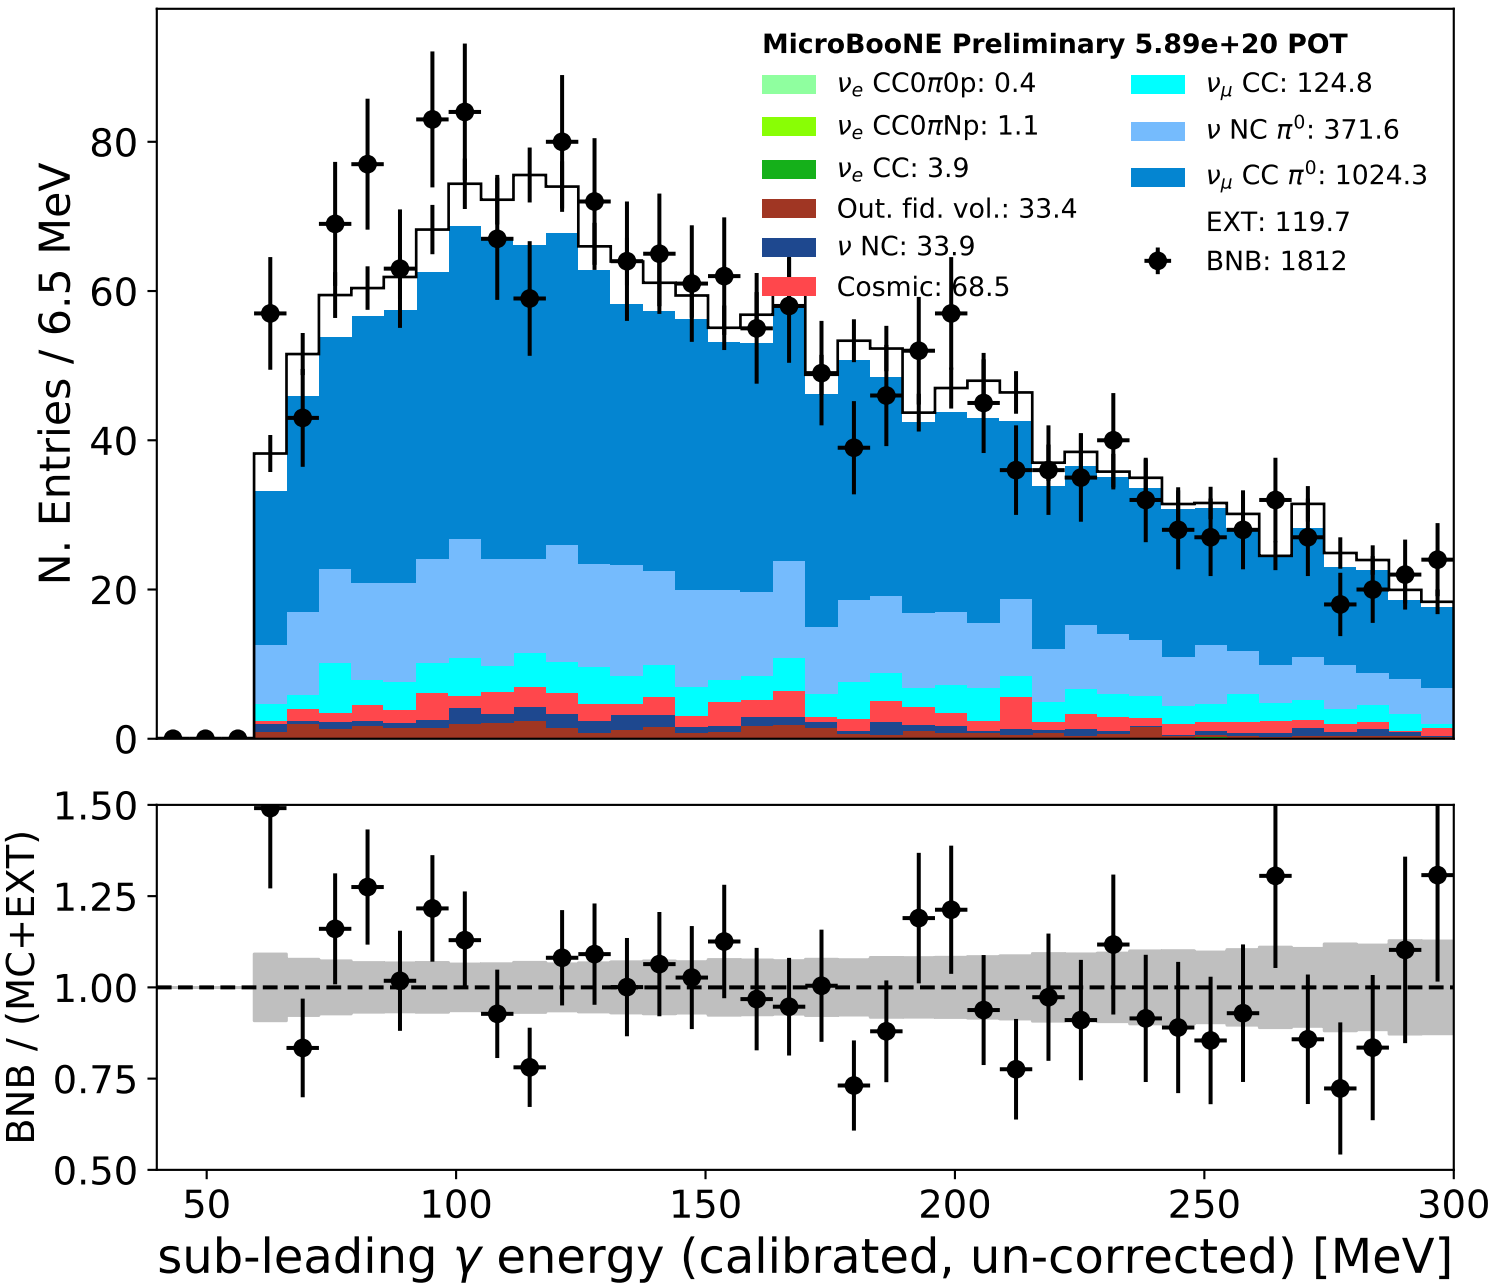 MicroBooNE Preliminary 5.89e+20 POT
νₑ CC0π0p: 0.4
νₑ CC0πNp: 1.1
νₑ CC: 3.9
Out. fid. vol.: 33.4
ν NC: 33.9
Cosmic: 68.5
ν_μ CC: 124.8
ν NC π⁰: 371.6
ν_μ CC π⁰: 1024.3
EXT: 119.7
BNB: 1812
N. Entries / 6.5 MeV
80
60
40
20
0
BNB / (MC+EXT)
1.50
1.25
1.00
0.75
0.50
50 100 150 200 250 300
sub-leading γ energy (calibrated, un-corrected) [MeV]